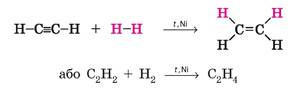 H–C≡C–H + H–H t, Ni → H H C=C H H
або C₂H₂ + H₂ t, Ni → C₂H₄